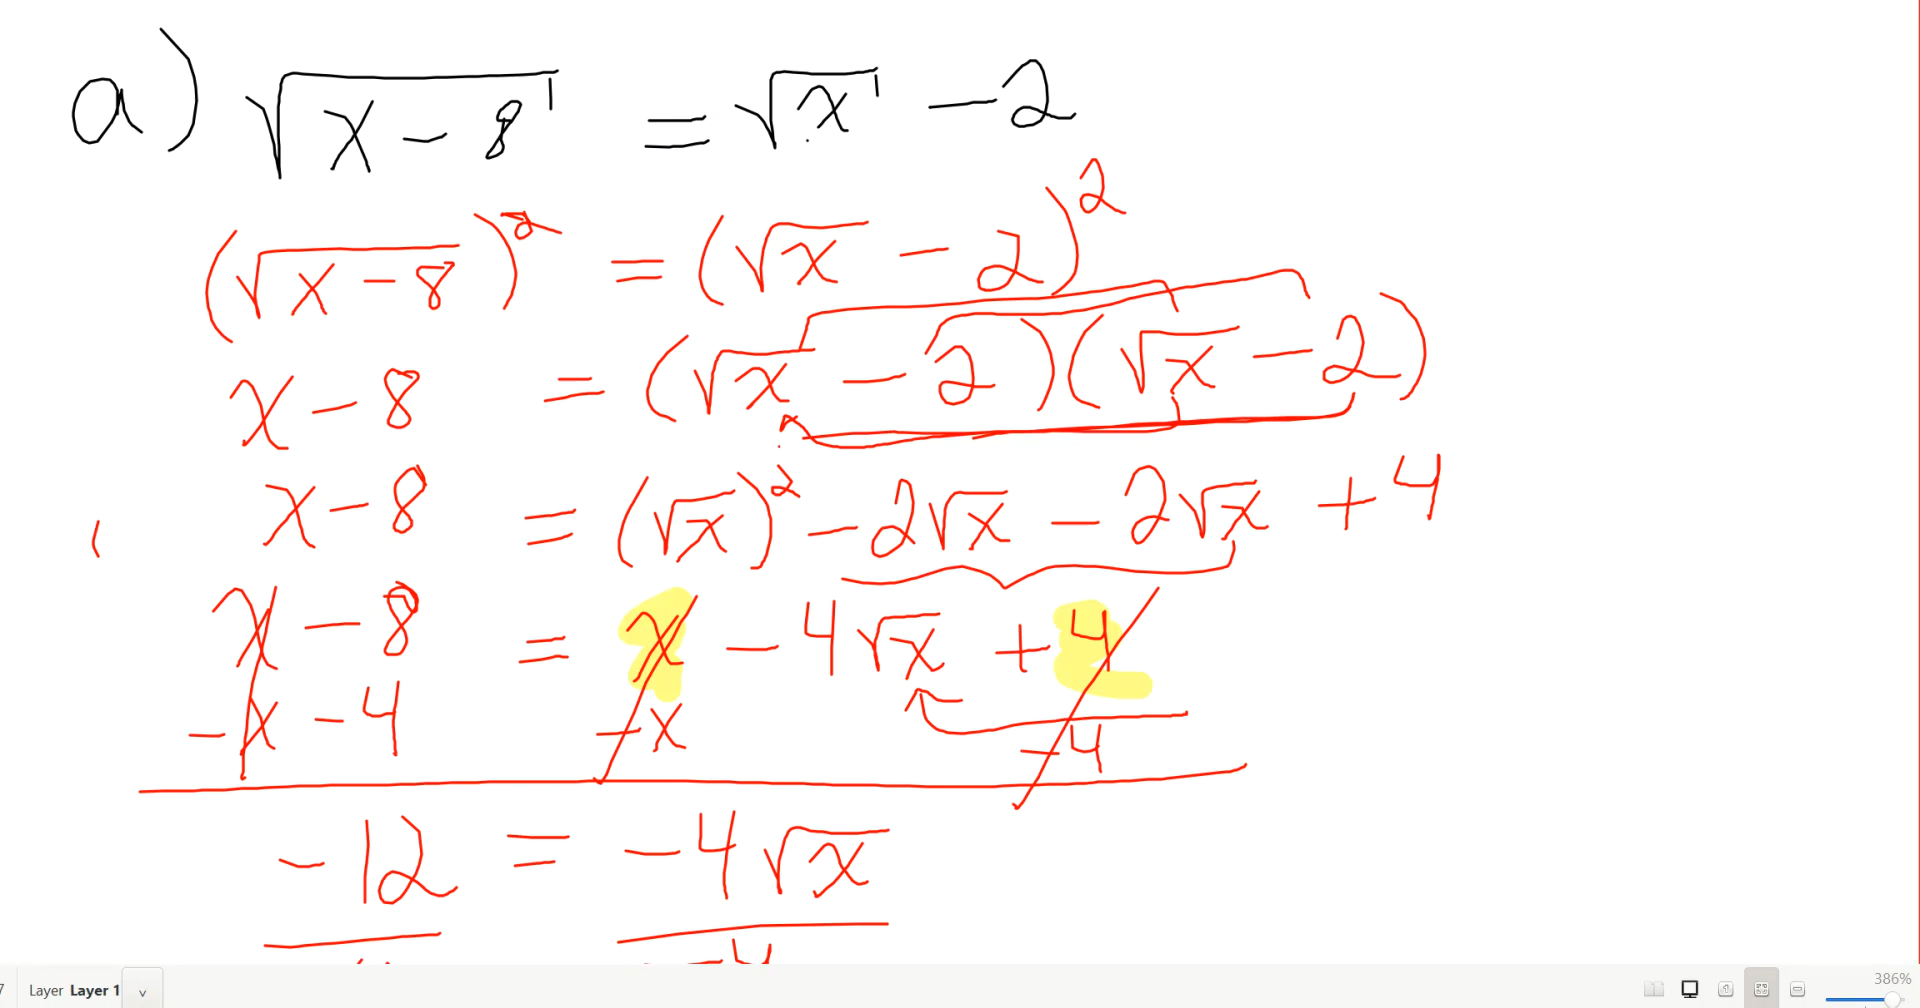 a) √(x - 8) = √x - 2
(√(x - 8))² = (√x - 2)²
x - 8 = (√x - 2)(√x - 2)
x - 8 = (√x)² - 2√x - 2√x + 4
x - 8 = x - 4√x + 4
- x - 4 - x - 4
- 12 = - 4√x
7 Layer Layer 1 386%